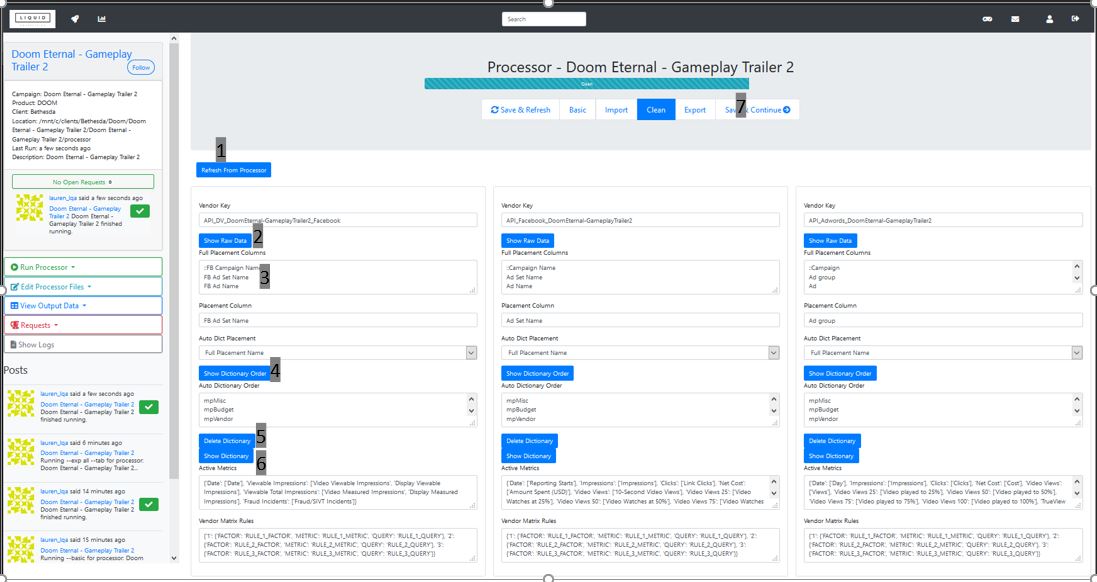 LIQUID
Search
Doom Eternal - Gameplay
Trailer 2
Follow
Campaign: Doom Eternal - Gameplay Trailer 2
Product: DOOM
Client: Bethesda
Location: /mnt/c/clients/Bethesda/Doom/Doom
Eternal - Gameplay Trailer 2/Doom Eternal -
Gameplay Trailer 2/processor
Last Run: a few seconds ago
Description: Doom Eternal - Gameplay Trailer 2
No Open Requests 0
lauren_lqa said a few seconds ago
Doom Eternal - Gameplay
Trailer 2 Doom Eternal -
Gameplay Trailer 2 finished
running.
Run Processor
Edit Processor Files
View Output Data
Requests
Show Logs
Posts
lauren_lqa said a few seconds ago
Doom Eternal - Gameplay Trailer 2
Doom Eternal - Gameplay Trailer 2
finished running.
lauren_lqa said 6 minutes ago
Doom Eternal - Gameplay Trailer 2
Running --exp all --tab for processor:
Doom Eternal - Gameplay Trailer 2...
lauren_lqa said 14 minutes ago
Doom Eternal - Gameplay Trailer 2
Doom Eternal - Gameplay Trailer 2
finished running.
lauren_lqa said 15 minutes ago
Doom Eternal - Gameplay Trailer 2
Running --basic for processor: Doom
Processor - Doom Eternal - Gameplay Trailer 2
Clean
Save & Refresh Basic Import Clean Export Save & Continue
7
1
Refresh From Processor
Vendor Key
API_DV_DoomEternal-GameplayTrailer2_Facebook
Show Raw Data
2
Full Placement Columns
::FB Campaign Name
FB Ad Set Name
FB Ad Name
3
Placement Column
FB Ad Set Name
Auto Dict Placement
Full Placement Name
Show Dictionary Order
4
Auto Dictionary Order
mpMisc
mpBudget
mpVendor
Delete Dictionary
5
Show Dictionary
6
Active Metrics
{'Date': ['Date'], 'Viewable Impressions': ['Video Viewable Impressions', 'Display Viewable
Impressions'], 'Viewable Total Impressions': ['Video Measured Impressions', 'Display Measured
Impressions'], 'Fraud Incidents': ['Fraud/SIVT Incidents']}
Vendor Matrix Rules
{'1': {'FACTOR': 'RULE_1_FACTOR', 'METRIC': 'RULE_1_METRIC', 'QUERY': 'RULE_1_QUERY'}, '2':
{'FACTOR': 'RULE_2_FACTOR', 'METRIC': 'RULE_2_METRIC', 'QUERY': 'RULE_2_QUERY'}, '3':
{'FACTOR': 'RULE_3_FACTOR', 'METRIC': 'RULE_3_METRIC', 'QUERY': 'RULE_3_QUERY'}}
Vendor Key
API_Facebook_DoomEternal-GameplayTrailer2
Show Raw Data
Full Placement Columns
::Campaign Name
Ad Set Name
Ad Name
Placement Column
Ad Set Name
Auto Dict Placement
Full Placement Name
Show Dictionary Order
Auto Dictionary Order
mpMisc
mpBudget
mpVendor
Delete Dictionary
Show Dictionary
Active Metrics
{'Date': ['Reporting Starts'], 'Impressions': ['Impressions'], 'Clicks': ['Link Clicks'], 'Net Cost':
['Amount Spent (USD)'], 'Video Views': ['10-Second Video Views'], 'Video Views 25': ['Video
Watches at 25%'], 'Video Views 50': ['Video Watches at 50%'], 'Video Views 75': ['Video Watches
Vendor Matrix Rules
{'1': {'FACTOR': 'RULE_1_FACTOR', 'METRIC': 'RULE_1_METRIC', 'QUERY': 'RULE_1_QUERY'}, '2':
{'FACTOR': 'RULE_2_FACTOR', 'METRIC': 'RULE_2_METRIC', 'QUERY': 'RULE_2_QUERY'}, '3':
{'FACTOR': 'RULE_3_FACTOR', 'METRIC': 'RULE_3_METRIC', 'QUERY': 'RULE_3_QUERY'}}
Vendor Key
API_Adwords_DoomEternal-GameplayTrailer2
Show Raw Data
Full Placement Columns
::Campaign
Ad group
Ad
Placement Column
Ad group
Auto Dict Placement
Full Placement Name
Show Dictionary Order
Auto Dictionary Order
mpMisc
mpBudget
mpVendor
Delete Dictionary
Show Dictionary
Active Metrics
{'Date': ['Day'], 'Impressions': ['Impressions'], 'Clicks': ['Clicks'], 'Net Cost': ['Cost'], 'Video Views':
['Views'], 'Video Views 25': ['Video played to 25%'], 'Video Views 50': ['Video played to 50%'],
'Video Views 75': ['Video played to 75%'], 'Video Views 100': ['Video played to 100%'], 'TrueView
Vendor Matrix Rules
{'1': {'FACTOR': 'RULE_1_FACTOR', 'METRIC': 'RULE_1_METRIC', 'QUERY': 'RULE_1_QUERY'}, '2':
{'FACTOR': 'RULE_2_FACTOR', 'METRIC': 'RULE_2_METRIC', 'QUERY': 'RULE_2_QUERY'}, '3':
{'FACTOR': 'RULE_3_FACTOR', 'METRIC': 'RULE_3_METRIC', 'QUERY': 'RULE_3_QUERY'}}